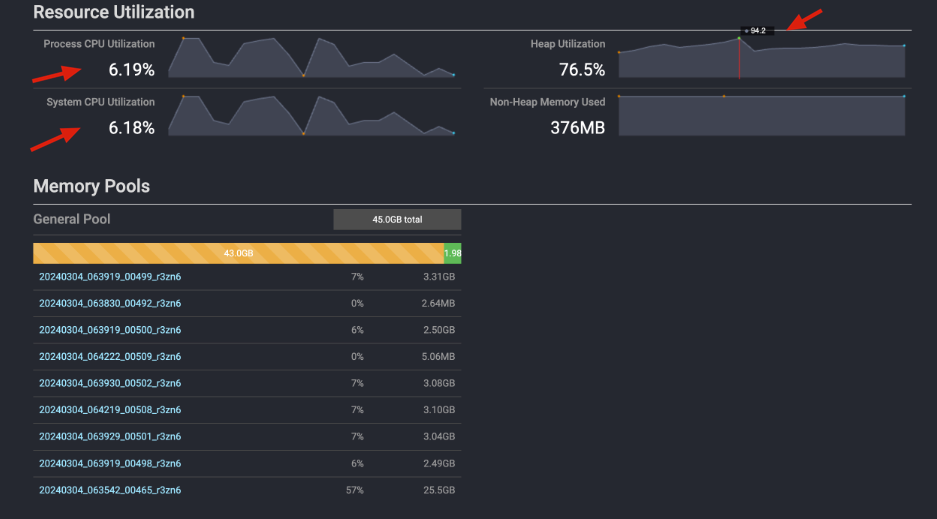 Resource Utilization
Process CPU Utilization
6.19%
System CPU Utilization
6.18%
94.2
Heap Utilization
76.5%
Non-Heap Memory Used
376MB
Memory Pools
General Pool 45.0GB total
43.0GB 1.98
20240304_063919_00499_r3zn6 7% 3.31GB
20240304_063830_00492_r3zn6 0% 2.64MB
20240304_063919_00500_r3zn6 6% 2.50GB
20240304_064222_00509_r3zn6 0% 5.06MB
20240304_063930_00502_r3zn6 7% 3.08GB
20240304_064219_00508_r3zn6 7% 3.10GB
20240304_063929_00501_r3zn6 7% 3.04GB
20240304_063919_00498_r3zn6 6% 2.49GB
20240304_063542_00465_r3zn6 57% 25.5GB